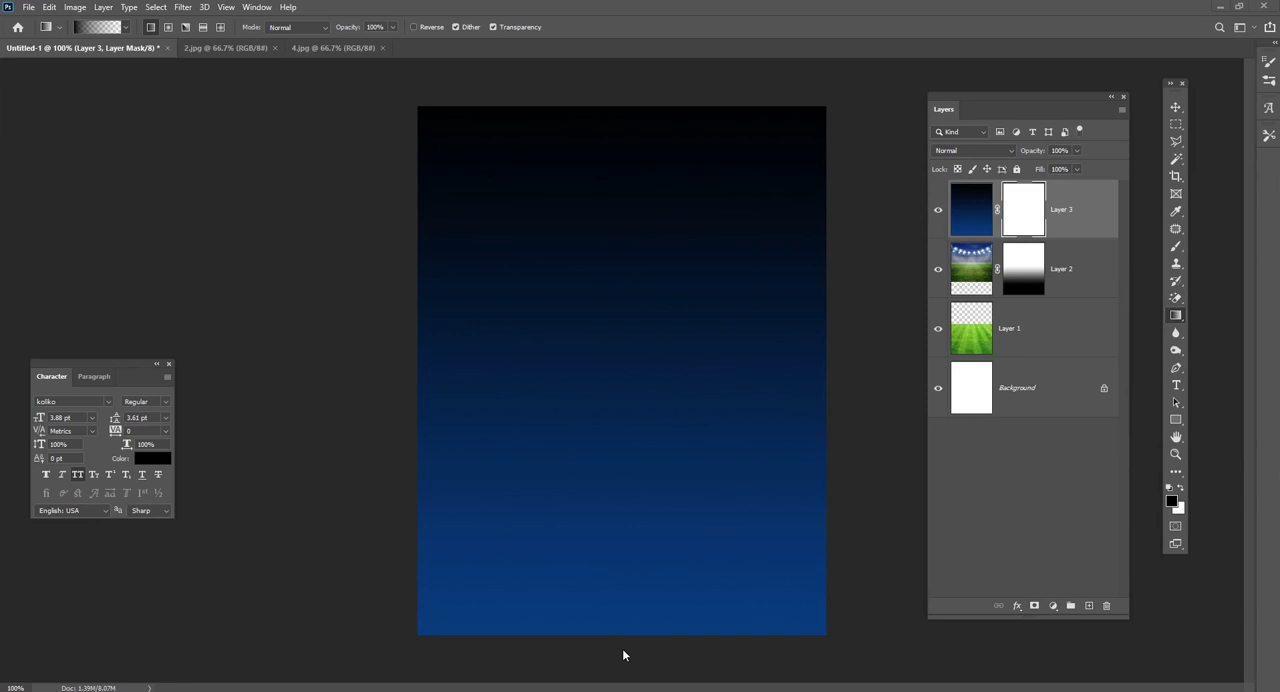 File Edit Image Layer Type Select Filter 3D View Window Help
Mode: Normal Opacity: 100% Reverse Dither Transparency
Untitled-1 @ 100% (Layer 3, Layer Mask/8) * × 2.jpg @ 66.7% (RGB/8#) × 4.jpg @ 66.7% (RGB/8#) ×
Layers
Kind
Normal Opacity: 100%
Lock: Fill: 100%
Layer 3
Layer 2
Layer 1
Background
Character Paragraph
koliko Regular
3.88 pt 3.61 pt
Metrics 0
100% 100%
0 pt Color:
English: USA Sharp
100% Doc: 1.39M/8.07M